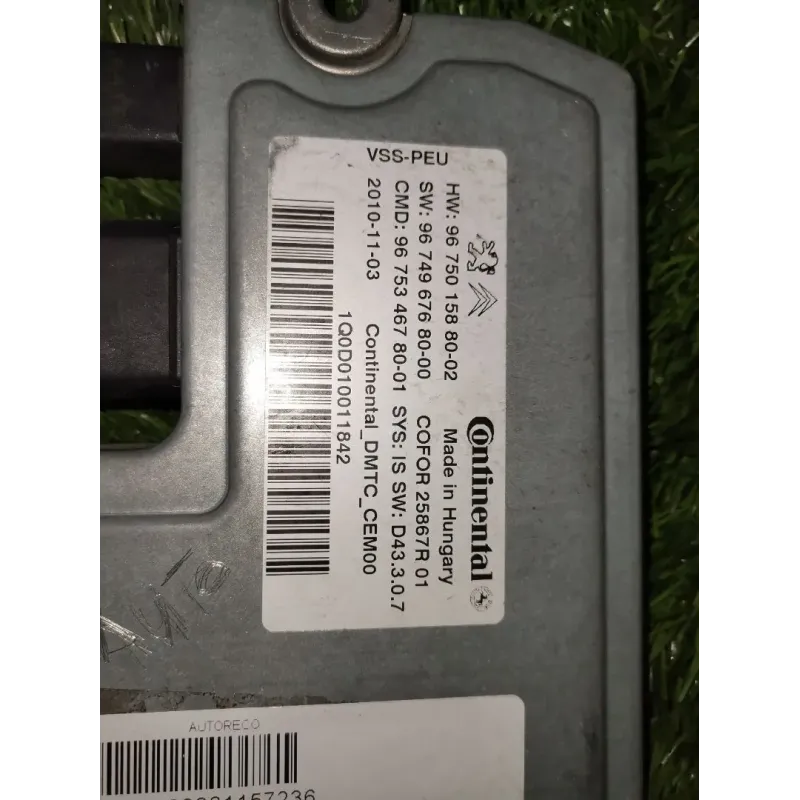 VSS-PEU
Continental
HW: 96 750 158 80-02 Made in Hungary
SW: 96 749 676 80-00 COFOR 25867R 01
CMD: 96 753 467 80-01 SYS: IS SW: D43.3.0.7
2010-11-03 Continental_DMTC_CEM00
1Q0D010011842
AUTORECO